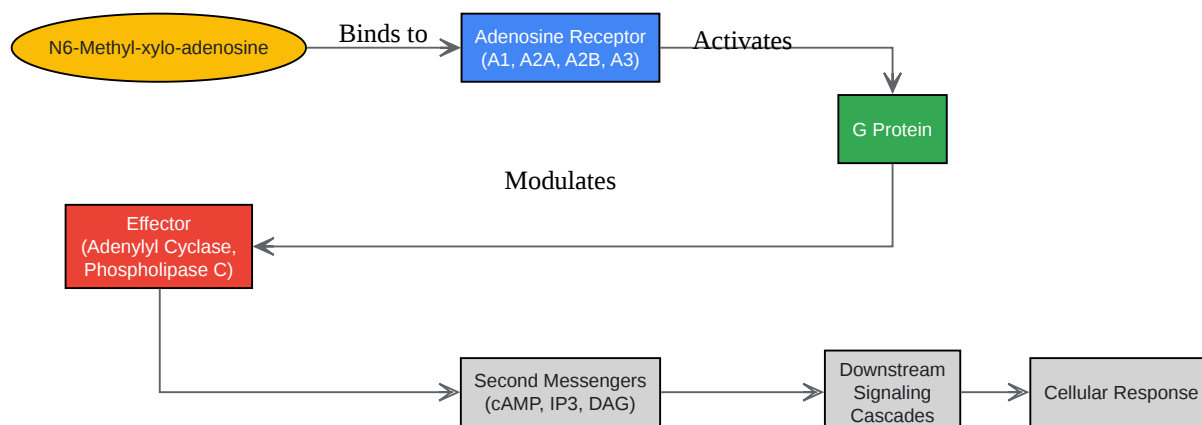 N6-Methyl-xylo-adenosine
Binds to
Adenosine Receptor
(A1, A2A, A2B, A3)
Activates
G Protein
Modulates
Effector
(Adenylyl Cyclase,
Phospholipase C)
Second Messengers
(cAMP, IP3, DAG)
Downstream
Signaling
Cascades
Cellular Response